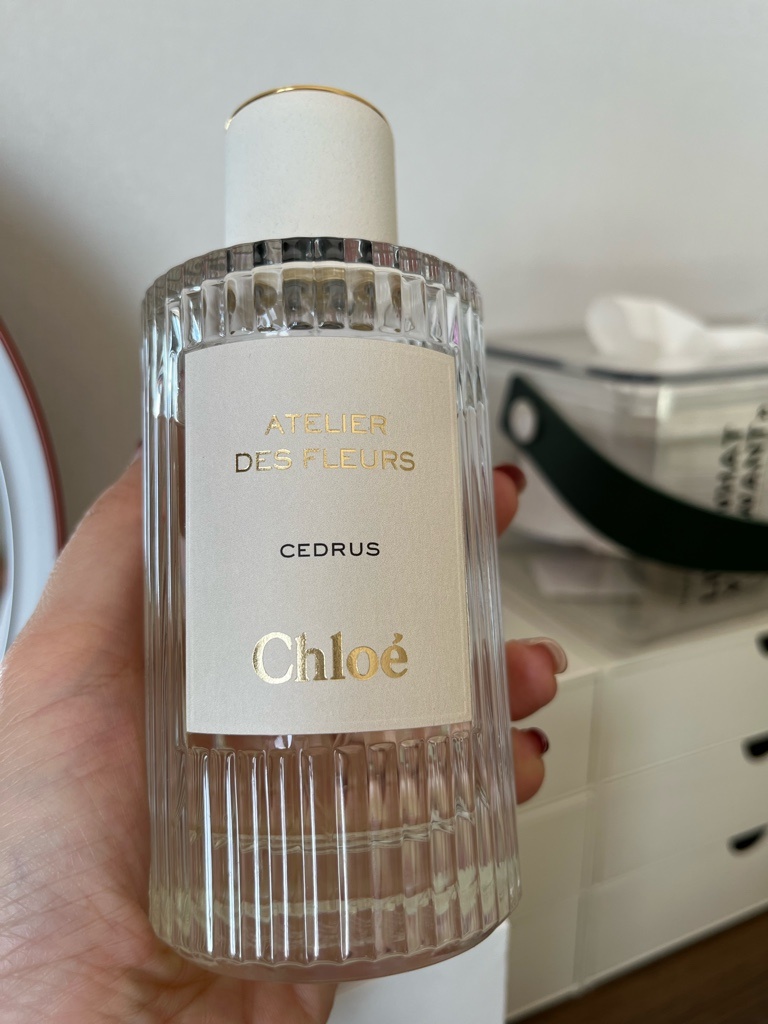 ATELIER
DES FLEURS
CEDRUS
Chloé